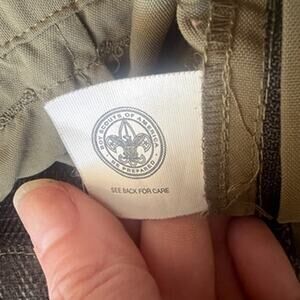 BOY SCOUTS OF AMERICA
BE PREPARED
SEE BACK FOR CARE